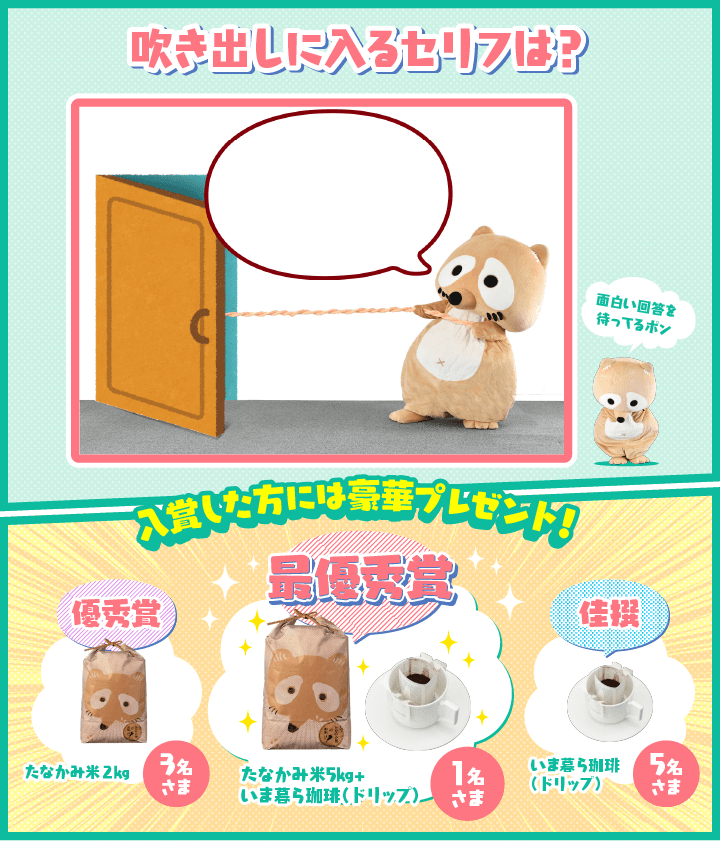 吹き出しに入るセリフは?
面白い回答を
待ってるポン
入賞した方には豪華プレゼント!
優秀賞
最優秀賞
佳撰
たなかみ米2kg
3名
さま
たなかみ米5kg+
いま暮ら珈琲(ドリップ)
1名
さま
いま暮ら珈琲
(ドリップ)
5名
さま